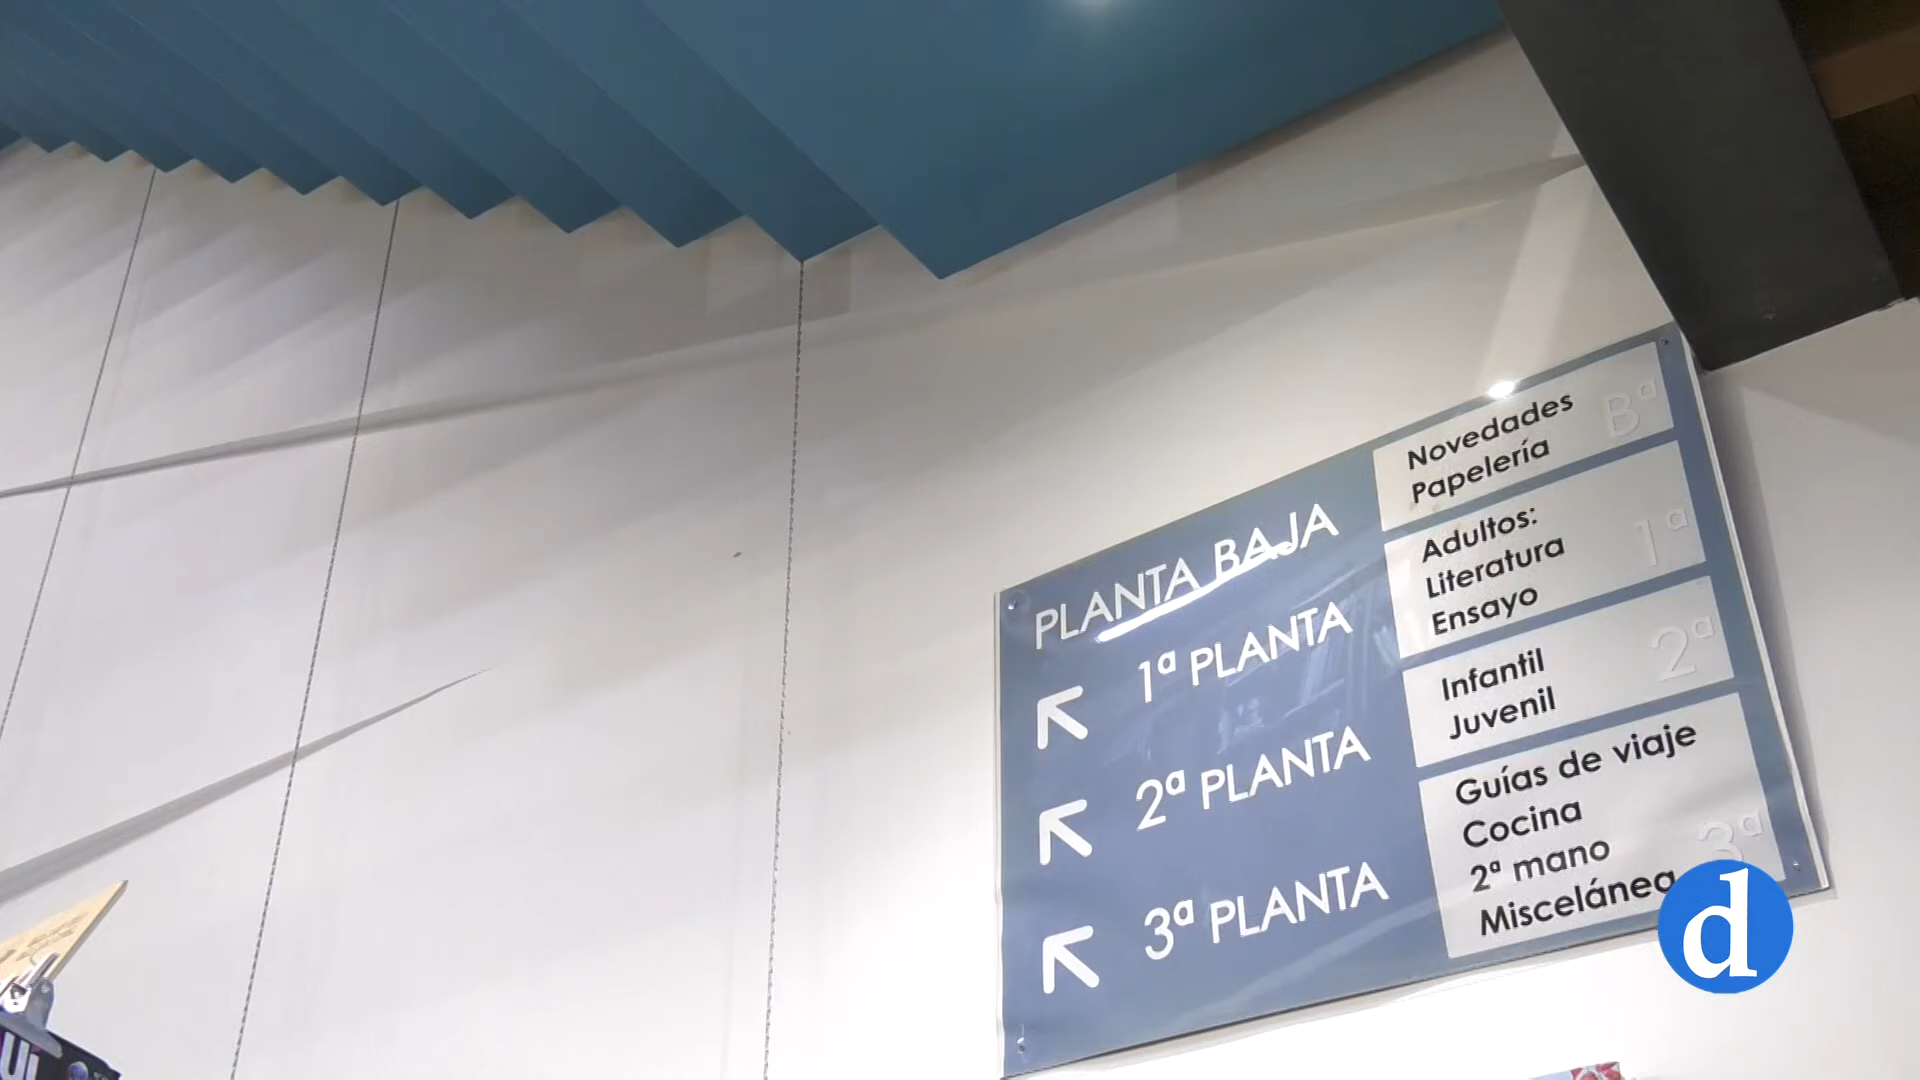 PLANTA BAJA
Novedades
Papelería
Bª
1ª PLANTA
Adultos:
Literatura
Ensayo
1ª
2ª PLANTA
Infantil
Juvenil
2ª
3ª PLANTA
Guías de viaje
Cocina
2ª mano
Miscelánea
3ª
d